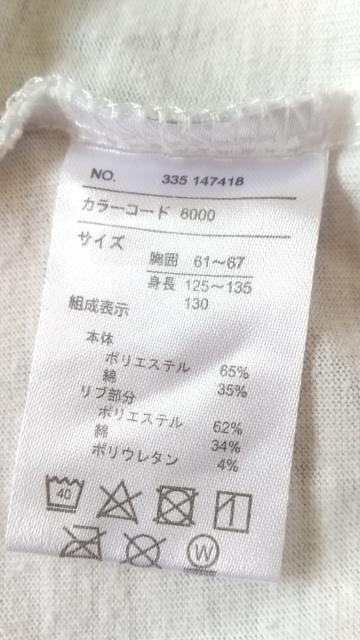 NO. 335 147418
カラーコード 8000
サイズ
胸囲 61～67
身長 125～135
130
組成表示
本体
ポリエステル 65%
綿 35%
リブ部分
ポリエステル 62%
綿 34%
ポリウレタン 4%
40
W